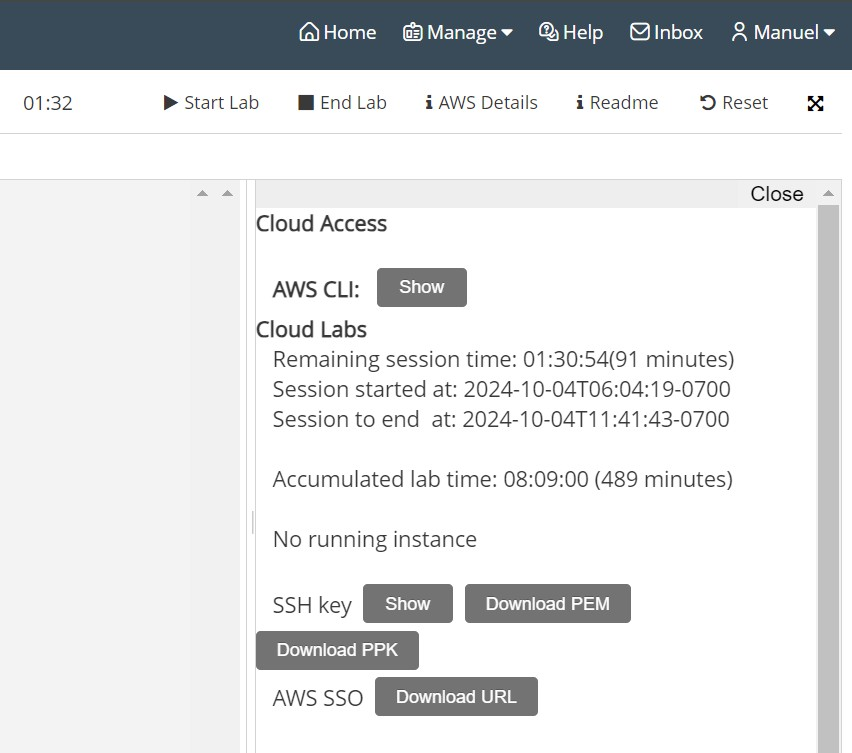 Home Manage Help Inbox Manuel
01:32 Start Lab End Lab AWS Details Readme Reset
Close
Cloud Access
AWS CLI: Show
Cloud Labs
Remaining session time: 01:30:54(91 minutes)
Session started at: 2024-10-04T06:04:19-0700
Session to end  at: 2024-10-04T11:41:43-0700
Accumulated lab time: 08:09:00 (489 minutes)
No running instance
SSH key Show Download PEM
Download PPK
AWS SSO Download URL